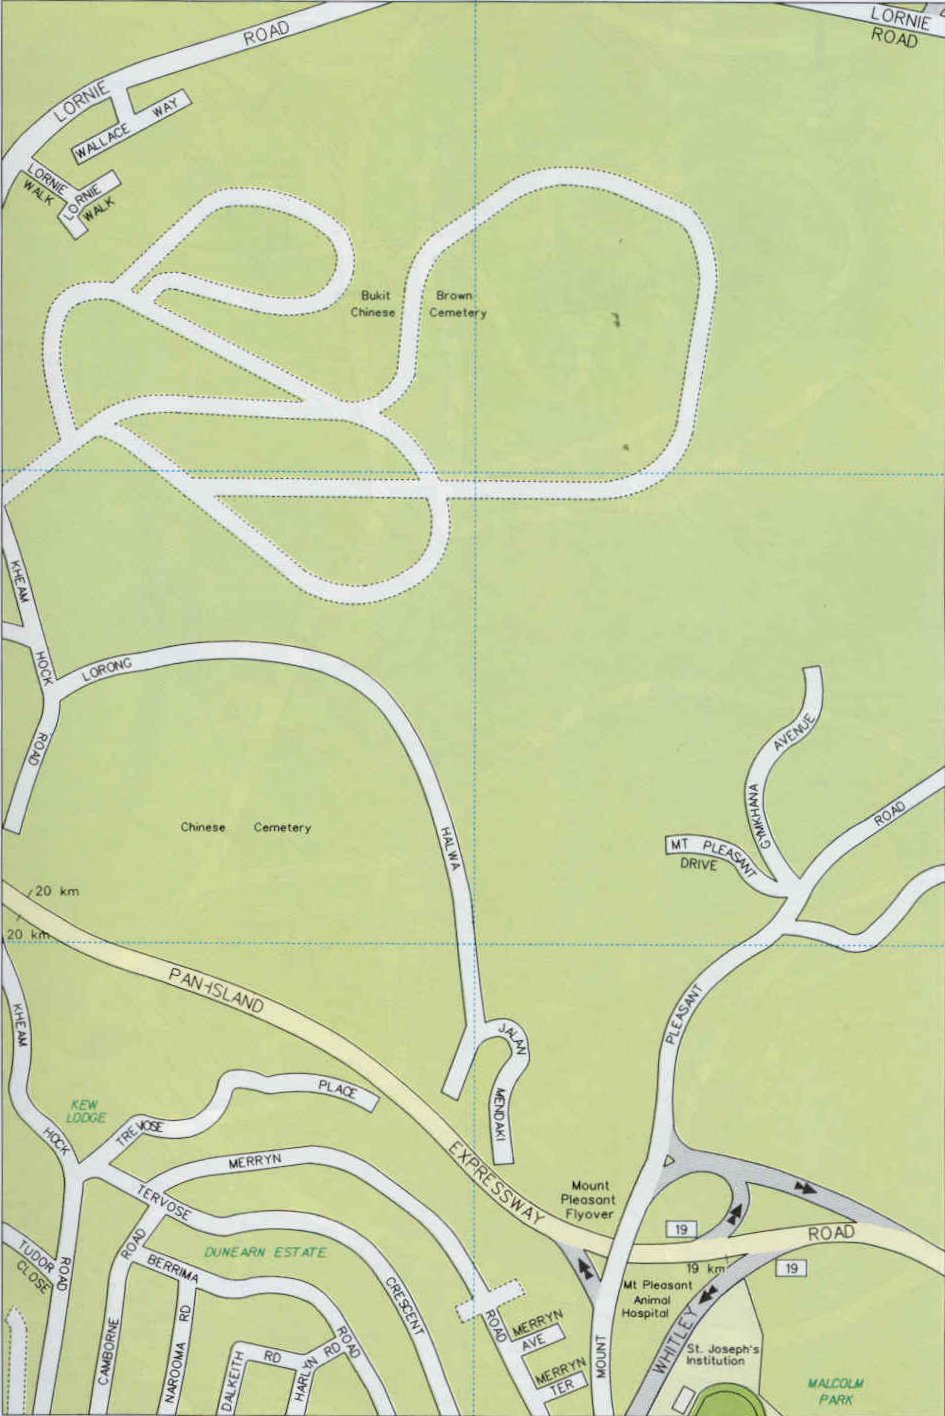 LORNIE ROAD
LORNIE
ROAD
WALLACE WAY
LORNIE
WALK
LORNIE
WALK
Bukit Brown
Chinese Cemetery
KHEAM
HOCK
ROAD
LORONG
HALWA
AVENUE
GYMKHANA
ROAD
MT PLEASANT
DRIVE
Chinese Cemetery
20 km
20 km
PAN-ISLAND
PLEASANT
KHEAM
JALAN
MENDAKI
PLACE
KEW
LODGE
TREVOSE
HOCK
MERRYN
EXPRESSWAY
TERVOSE
Mount
Pleasant
Flyover
19
ROAD
ROAD
DUNEARN ESTATE
TUDOR
CLOSE
ROAD
BERRIMA
19 km
19
CRESCENT
Mt Pleasant
Animal
Hospital
RD
ROAD
MERRYN
AVE
WHITLEY
CAMBORNE
NAROOMA
DALKEITH
RD
HARLYN
RD
ROAD
MOUNT
St. Joseph's
Institution
MERRYN
TER
MALCOLM
PARK